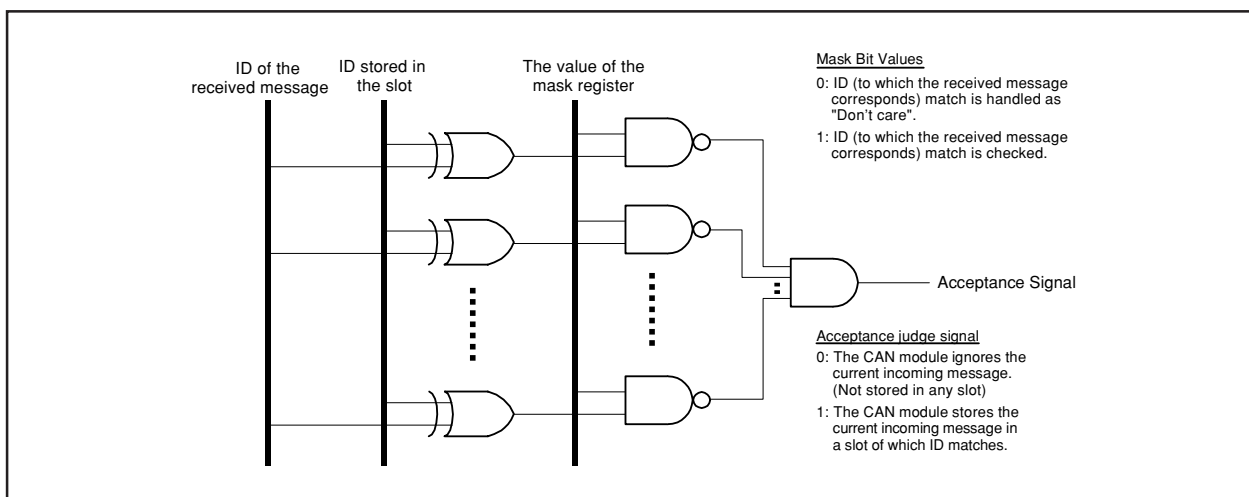 ID of the
received message
ID stored in
the slot
The value of the
mask register
Mask Bit Values
0: ID (to which the received message
corresponds) match is handled as
"Don't care".
1: ID (to which the received message
corresponds) match is checked.
Acceptance Signal
Acceptance judge signal
0: The CAN module ignores the
current incoming message.
(Not stored in any slot)
1: The CAN module stores the
current incoming message in
a slot of which ID matches.